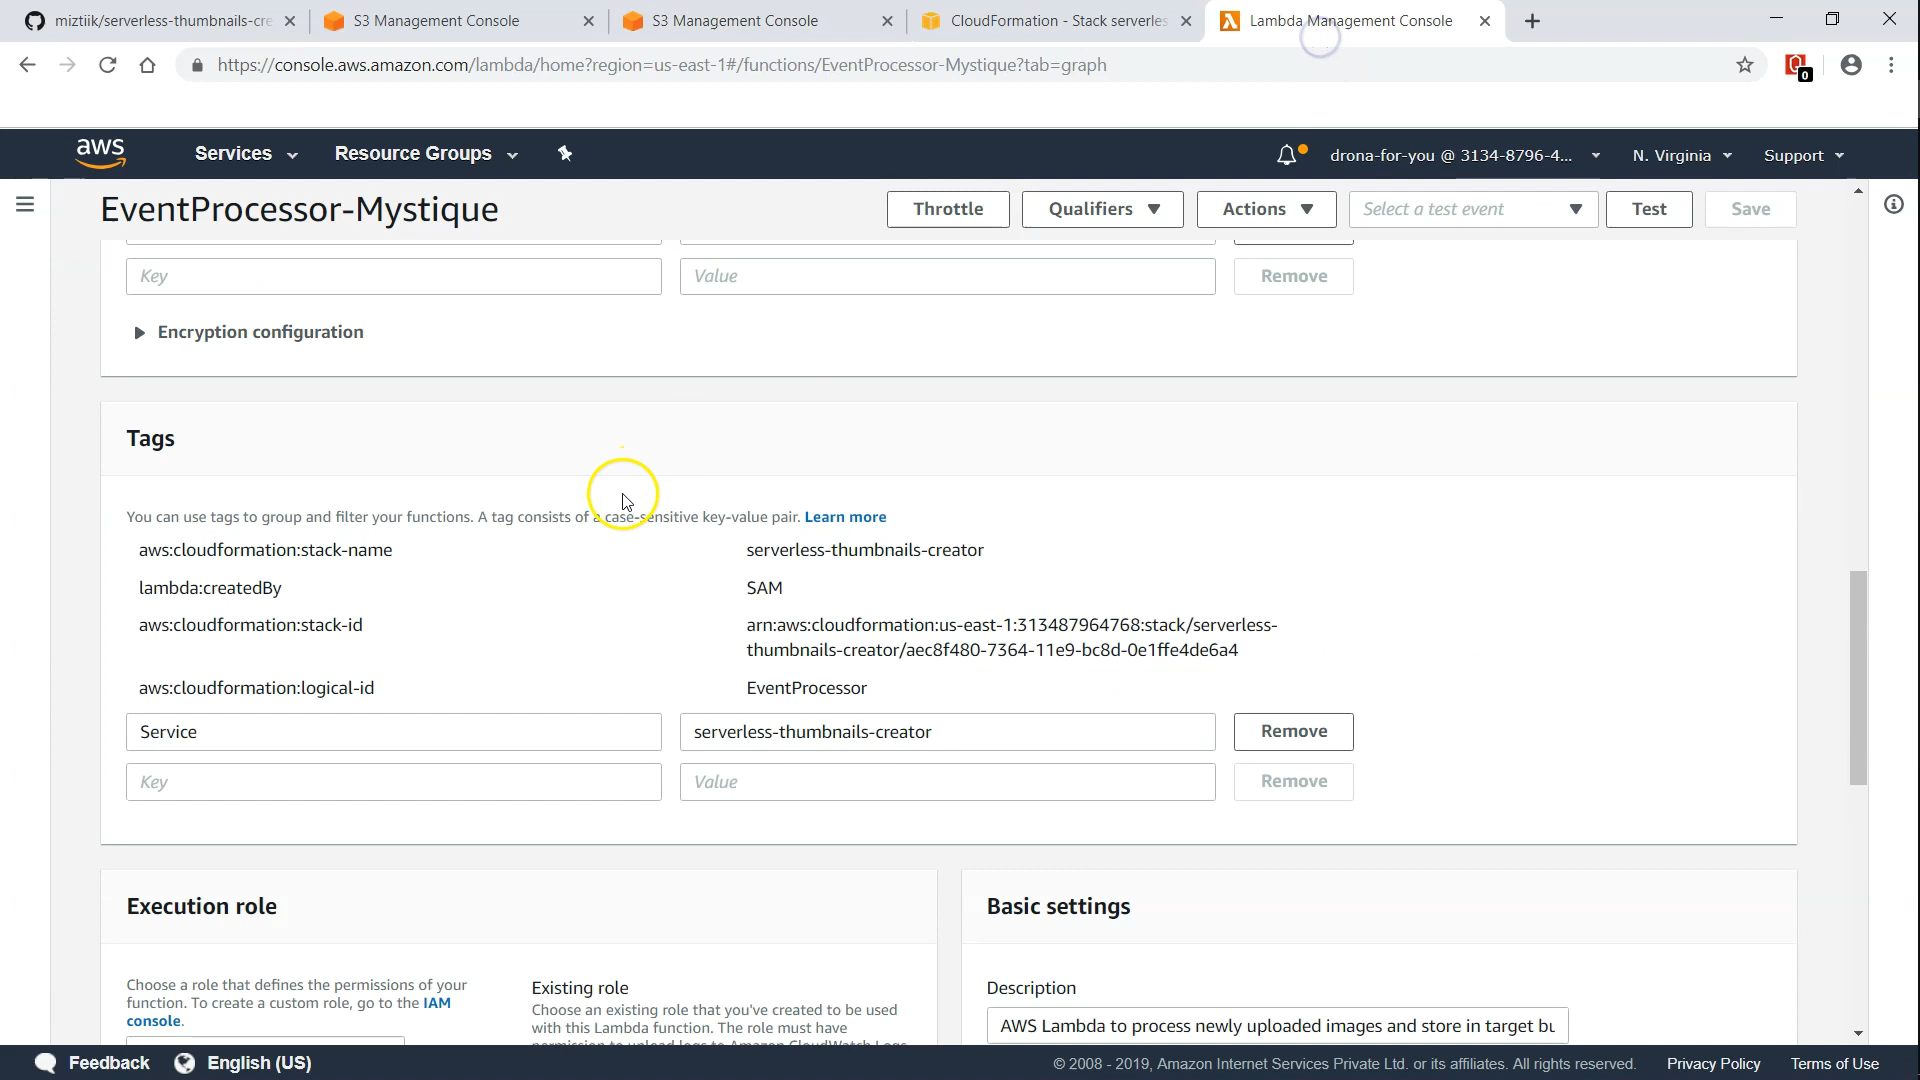 miztiik/serverless-thumbnails-cre
S3 Management Console
S3 Management Console
CloudFormation - Stack serverles
Lambda Management Console
https://console.aws.amazon.com/lambda/home?region=us-east-1#/functions/EventProcessor-Mystique?tab=graph
0
aws
Services
Resource Groups
drona-for-you @ 3134-8796-4...
N. Virginia
Support
EventProcessor-Mystique
Throttle
Qualifiers
Actions
Select a test event
Test
Save
Key
Value
Remove
Encryption configuration
Tags
You can use tags to group and filter your functions. A tag consists of a case-sensitive key-value pair. Learn more
aws:cloudformation:stack-name
serverless-thumbnails-creator
lambda:createdBy
SAM
aws:cloudformation:stack-id
arn:aws:cloudformation:us-east-1:313487964768:stack/serverless-
thumbnails-creator/aec8f480-7364-11e9-bc8d-0e1ffe4de6a4
aws:cloudformation:logical-id
EventProcessor
Service
serverless-thumbnails-creator
Remove
Key
Value
Remove
Execution role
Choose a role that defines the permissions of your
function. To create a custom role, go to the IAM
console.
Existing role
Choose an existing role that you've created to be used
with this Lambda function. The role must have
permission to upload logs to Amazon CloudWatch Logs
Basic settings
Description
AWS Lambda to process newly uploaded images and store in target bu
Feedback
English (US)
© 2008 - 2019, Amazon Internet Services Private Ltd. or its affiliates. All rights reserved.
Privacy Policy
Terms of Use